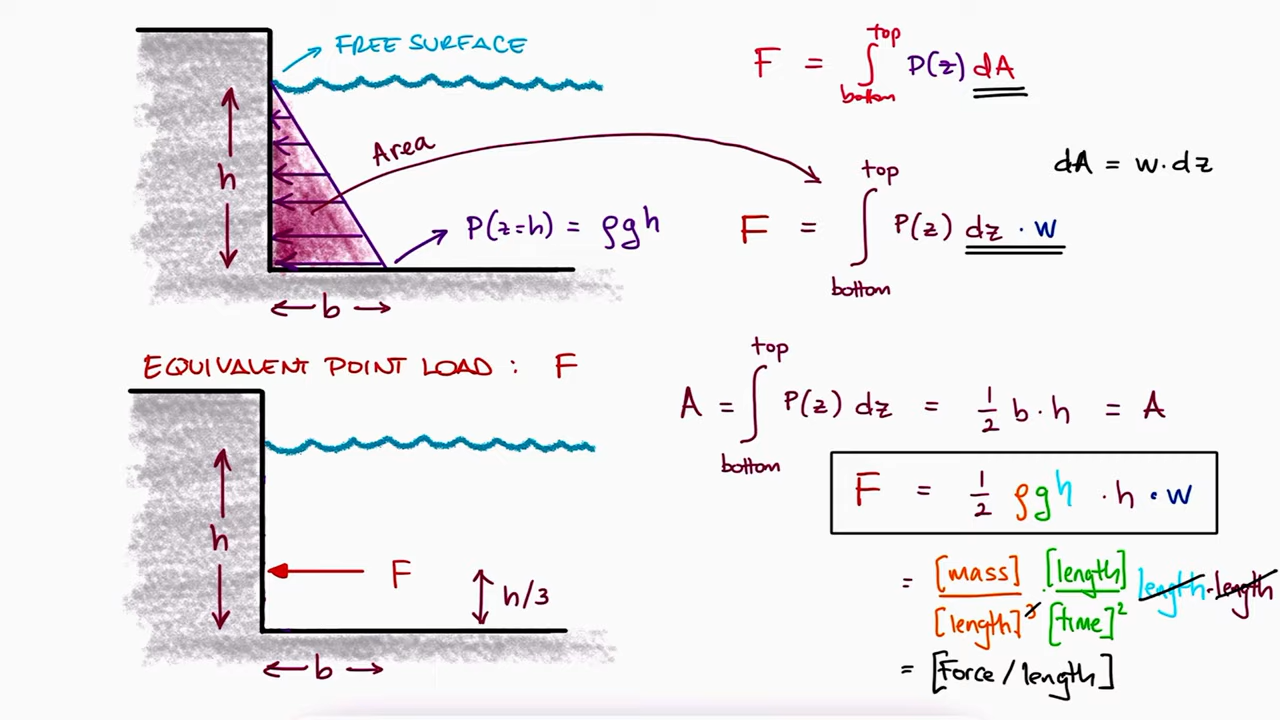 FREE SURFACE
h
Area
P(z=h) = ρgh
b
F = ∫ bottom top P(z) dA
dA = w·dz
F = ∫ bottom top P(z) dz · w
EQUIVALENT POINT LOAD : F
h
F
h/3
b
A = ∫ bottom top P(z) dz = 1/2 b·h = A
F = 1/2 ρgh · h · w
= [mass]/[length]³ · [length]/[time]² length · length
= [Force/length]